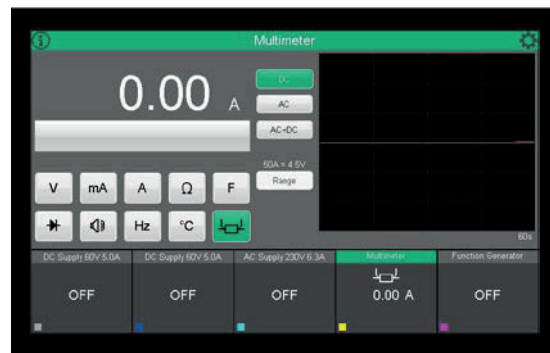 Multimeter
0.00 A
DC
AC
AC+DC
50A = 4.5V
Range
V mA A Ω F
Hz °C
60s
DC Supply 60V 5.0A
OFF
DC Supply 60V 5.0A
OFF
AC Supply 230V 6.3A
OFF
Multimeter
0.00 A
Function Generator
OFF